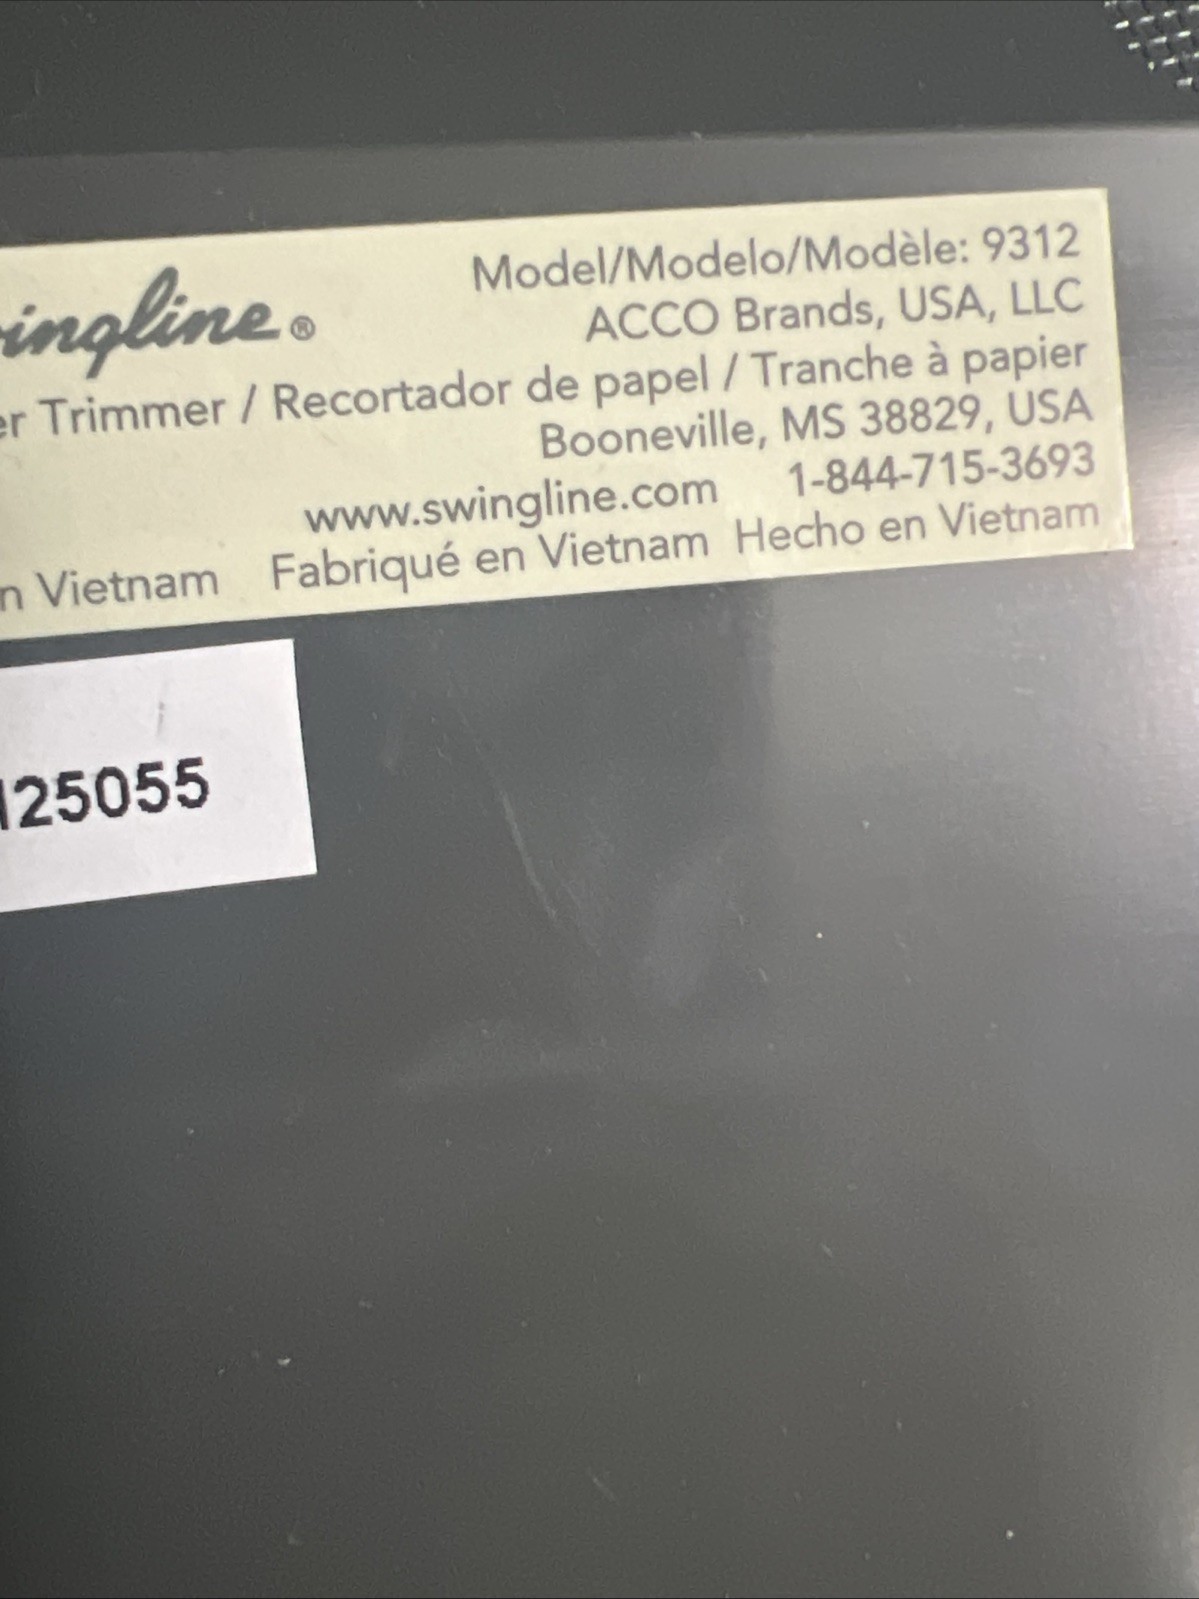 Model/Modelo/Modèle: 9312
ingline®
ACCO Brands, USA, LLC
er Trimmer / Recortador de papel / Tranche à papier
Booneville, MS 38829, USA
www.swingline.com 1-844-715-3693
n Vietnam Fabriqué en Vietnam Hecho en Vietnam
125055